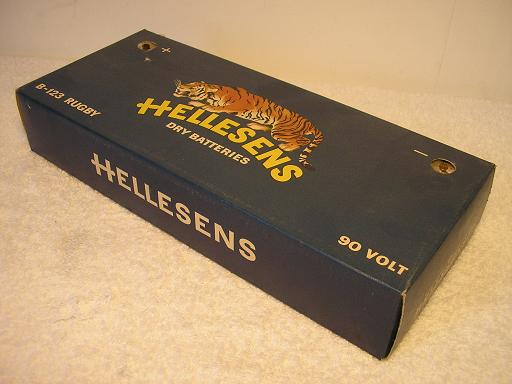 +
B-123 RUGBY
HELLESENS
DRY BATTERIES
−
90 VOLT
HELLESENS